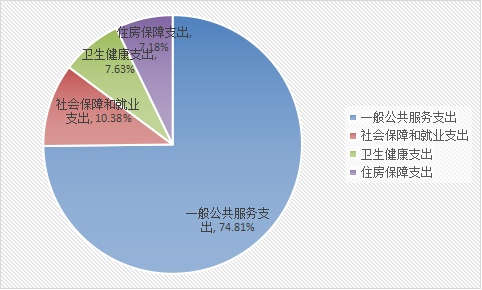 住房保障支出,
7.18%
卫生健康支出,
7.63%
社会保障和就业
支出, 10.38%
一般公共服务支
出, 74.81%
一般公共服务支出
社会保障和就业支出
卫生健康支出
住房保障支出